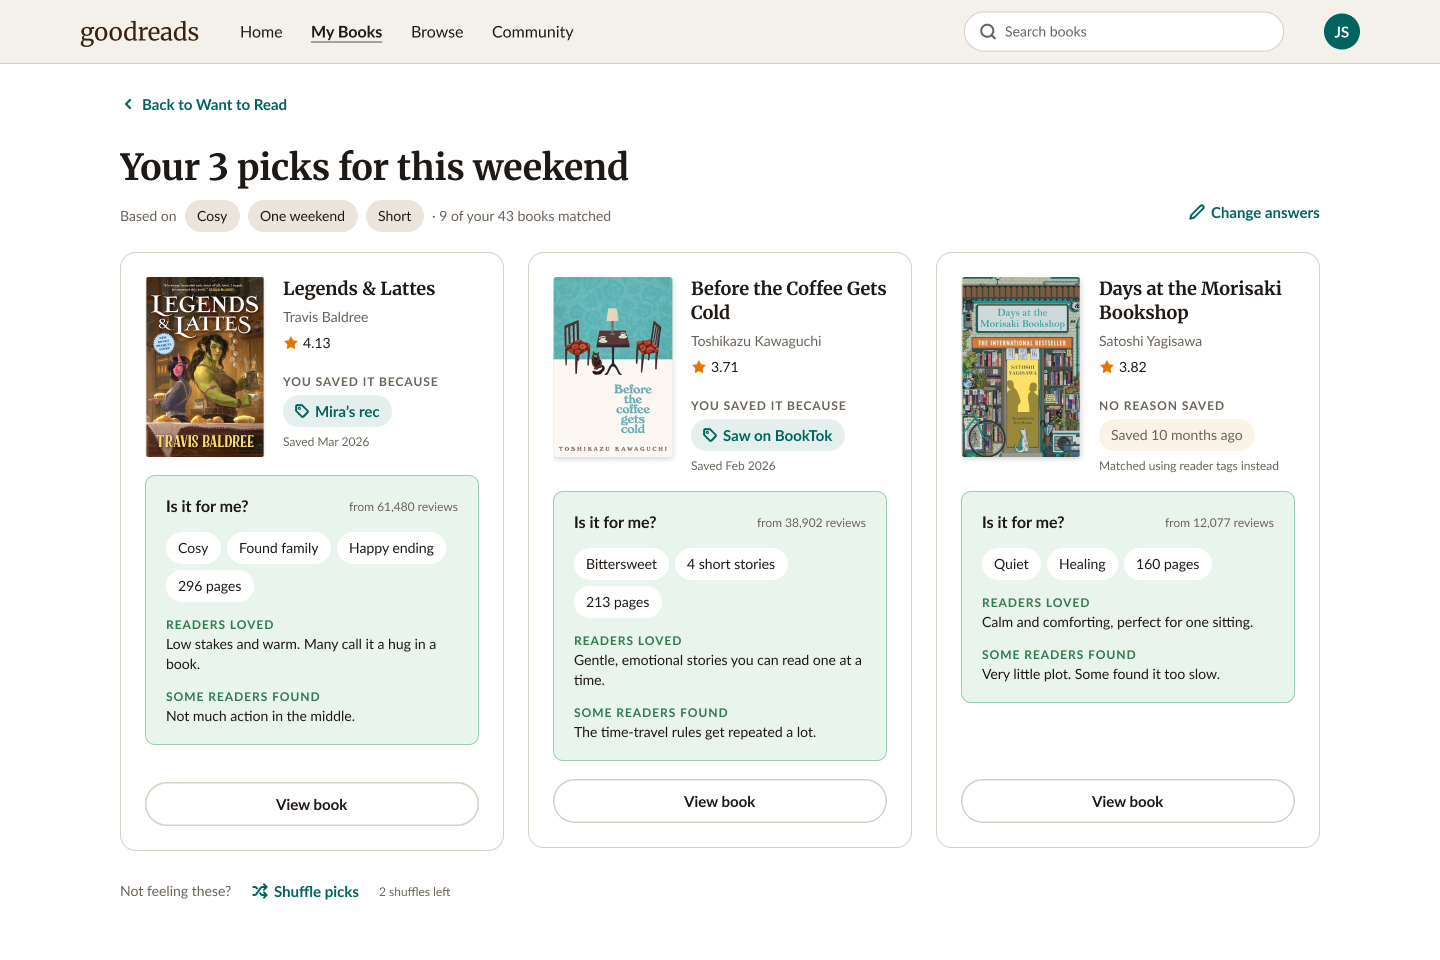 goodreads
Home
My Books
Browse
Community
Search books
JS
Back to Want to Read
Your 3 picks for this weekend
Based on Cosy One weekend Short · 9 of your 43 books matched
Change answers
LEGENDS
& LATTES
TRAVIS BALDREE
Legends & Lattes
Travis Baldree
4.13
YOU SAVED IT BECAUSE
Mira’s rec
Saved Mar 2026
Is it for me?
from 61,480 reviews
Cosy
Found family
Happy ending
296 pages
READERS LOVED
Low stakes and warm. Many call it a hug in a
book.
SOME READERS FOUND
Not much action in the middle.
View book
Before
the
coffee
gets
cold
TOSHIKAZU KAWAGUCHI
Before the Coffee Gets
Cold
Toshikazu Kawaguchi
3.71
YOU SAVED IT BECAUSE
Saw on BookTok
Saved Feb 2026
Is it for me?
from 38,902 reviews
Bittersweet
4 short stories
213 pages
READERS LOVED
Gentle, emotional stories you can read one at a
time.
SOME READERS FOUND
The time-travel rules get repeated a lot.
View book
Days at the
Morisaki Bookshop
THE INTERNATIONAL BESTSELLER
SATOSHI
YAGISAWA
Days at the Morisaki
Bookshop
Satoshi Yagisawa
3.82
NO REASON SAVED
Saved 10 months ago
Matched using reader tags instead
Is it for me?
from 12,077 reviews
Quiet
Healing
160 pages
READERS LOVED
Calm and comforting, perfect for one sitting.
SOME READERS FOUND
Very little plot. Some found it too slow.
View book
Not feeling these?
Shuffle picks
2 shuffles left